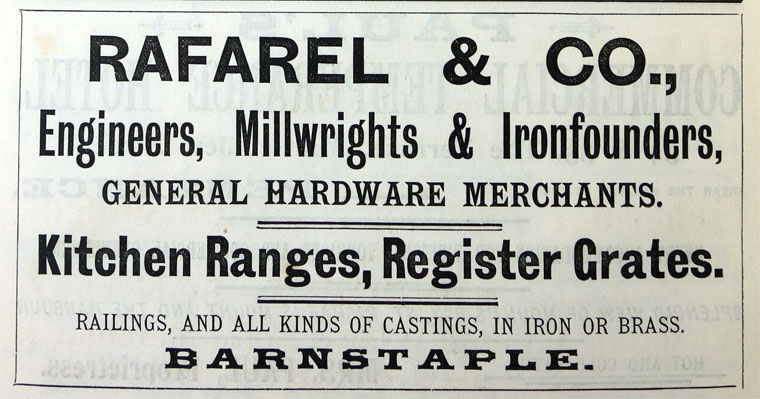 RAFAREL & CO.,
Engineers, Millwrights & Ironfounders,
GENERAL HARDWARE MERCHANTS.
Kitchen Ranges, Register Grates.
RAILINGS, AND ALL KINDS OF CASTINGS, IN IRON OR BRASS.
BARNSTAPLE.